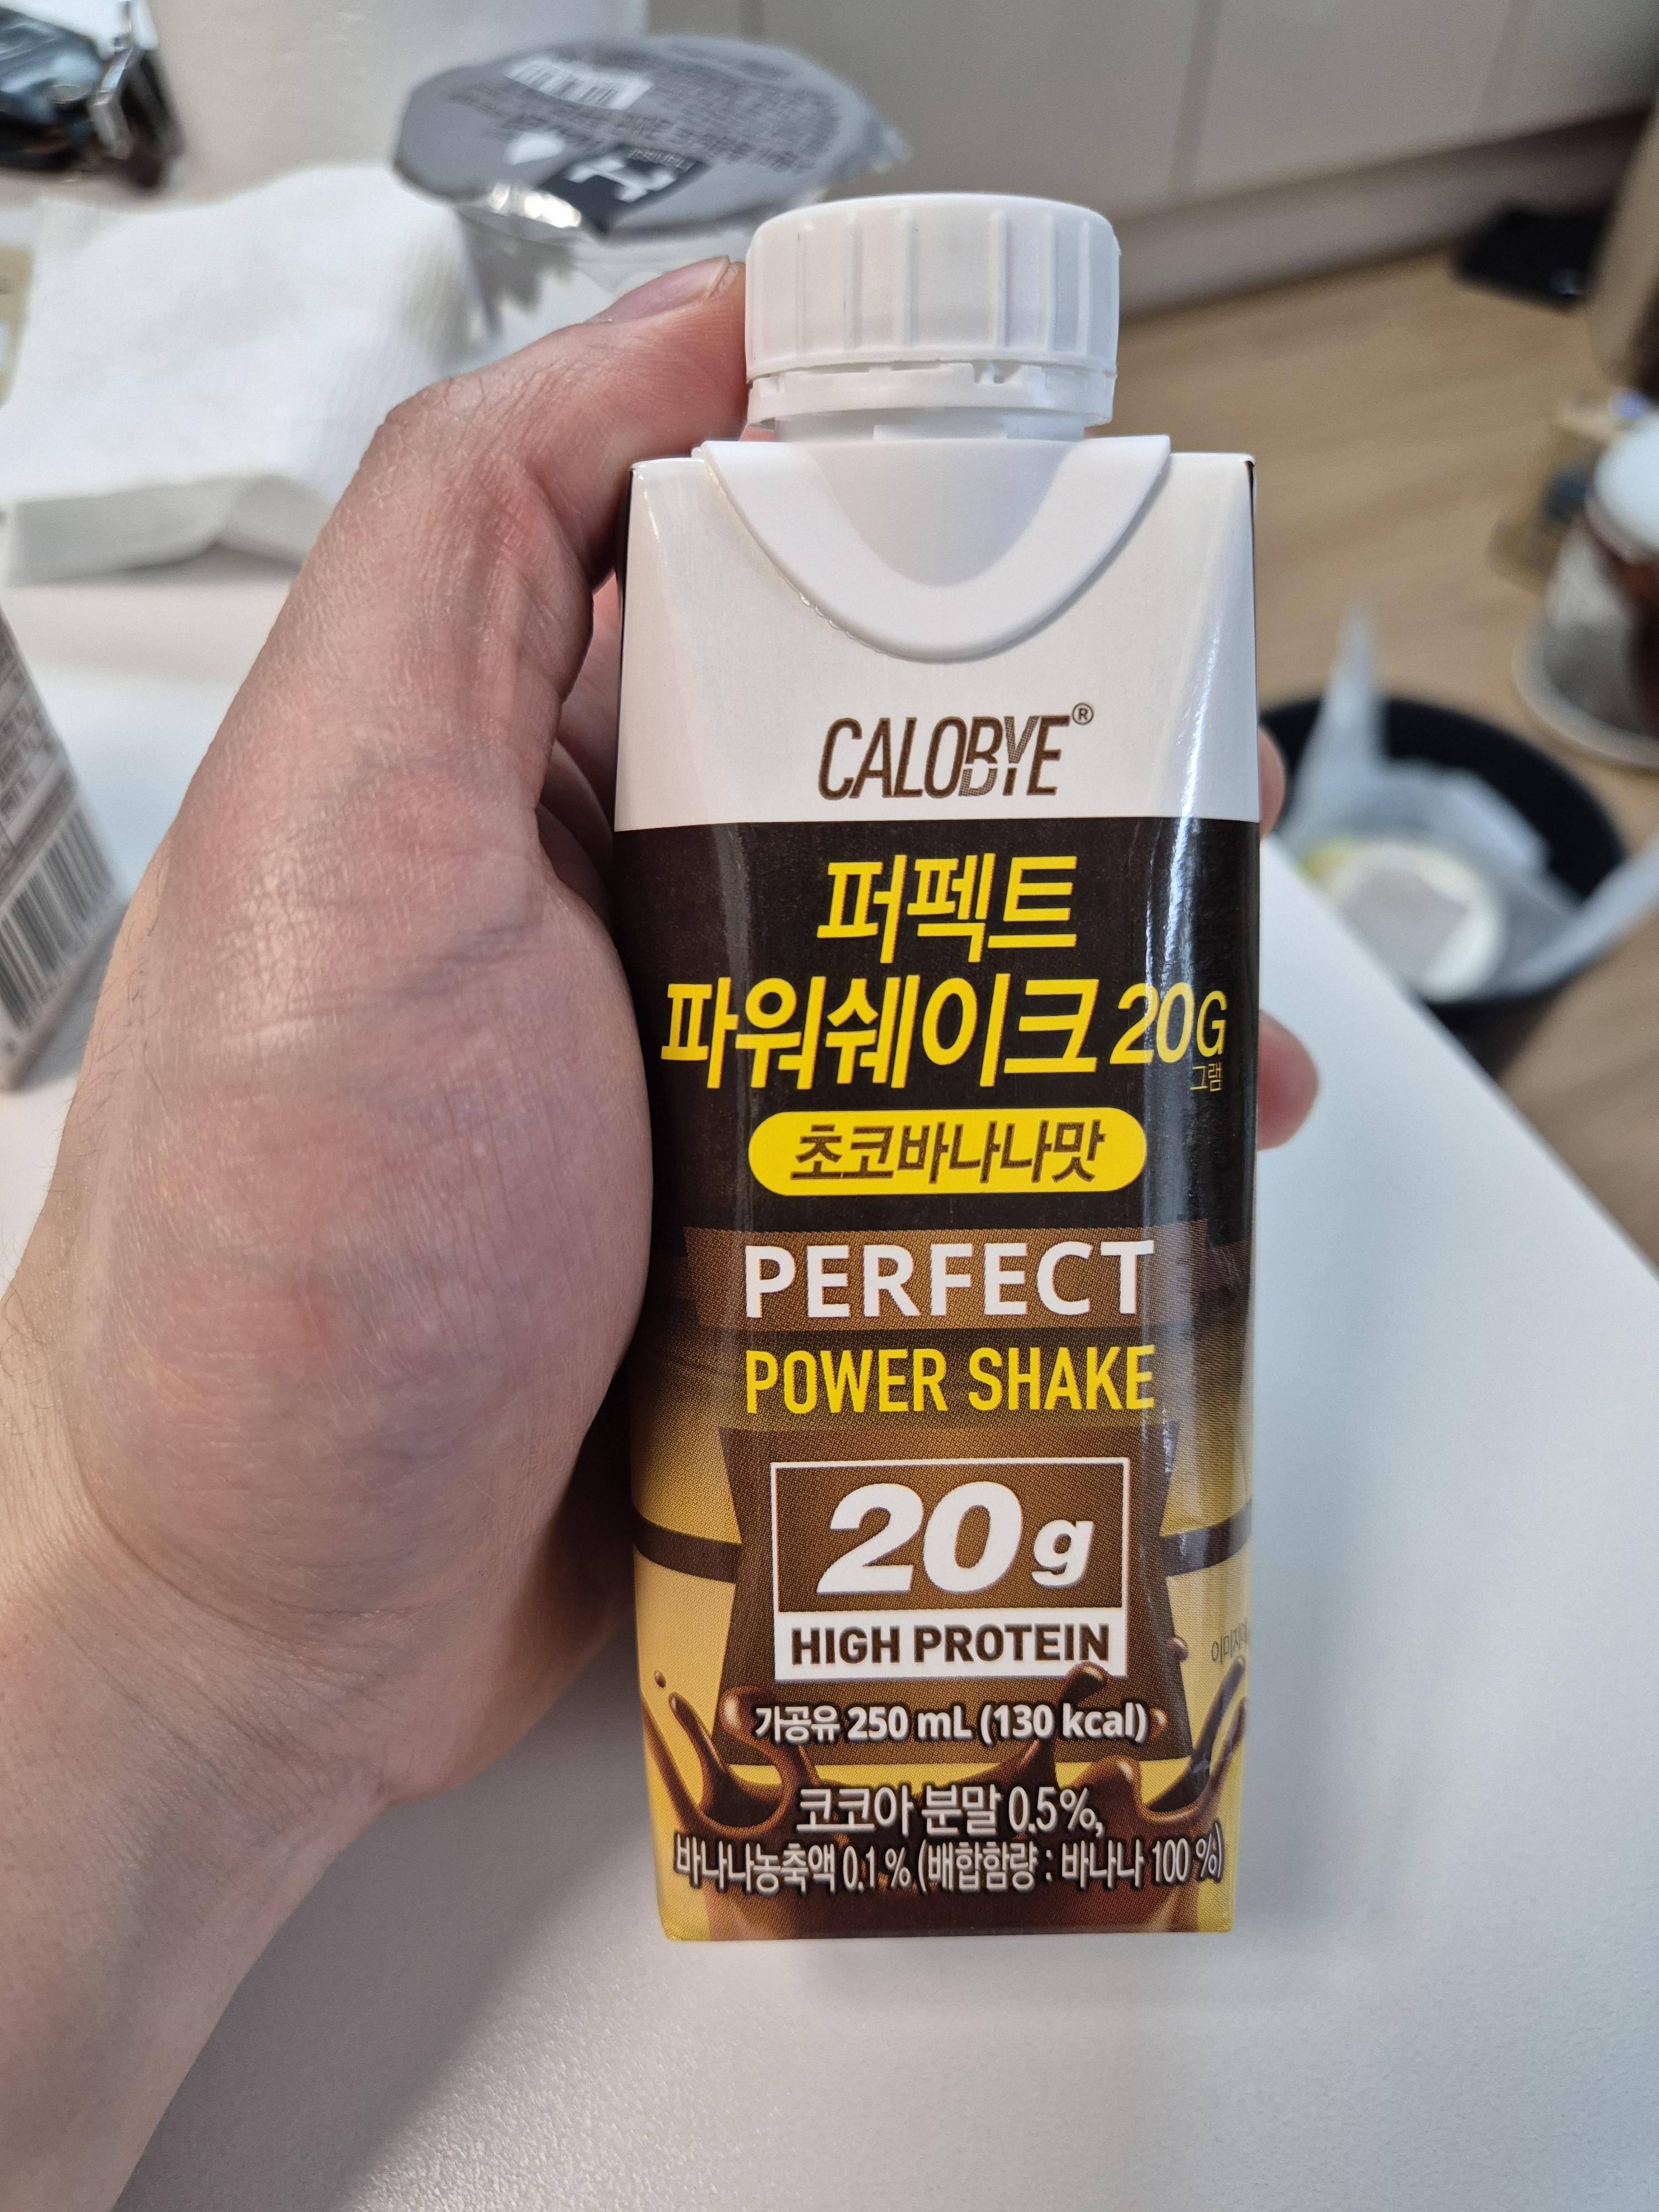 CALOBYE®
퍼펙트
파워쉐이크 20G
그램
초코바나나맛
PERFECT
POWER SHAKE
20g
HIGH PROTEIN
가공유 250 mL (130 kcal)
코코아 분말 0.5%,
바나나농축액 0.1 % (배합함량 : 바나나 100 %)